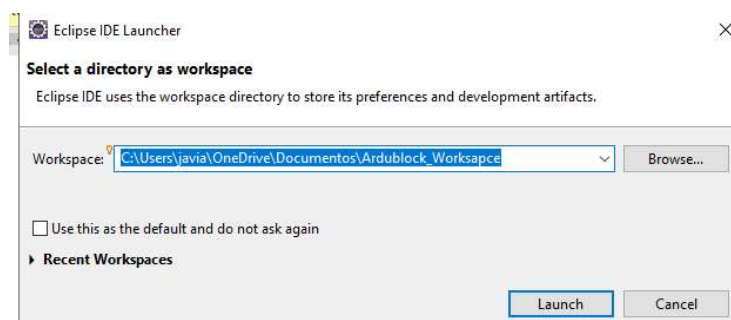 Eclipse IDE Launcher
Select a directory as workspace
Eclipse IDE uses the workspace directory to store its preferences and development artifacts.
Workspace: C:\Users\javia\OneDrive\Documentos\Ardublock_Worksapce Browse...
Use this as the default and do not ask again
Recent Workspaces
Launch Cancel